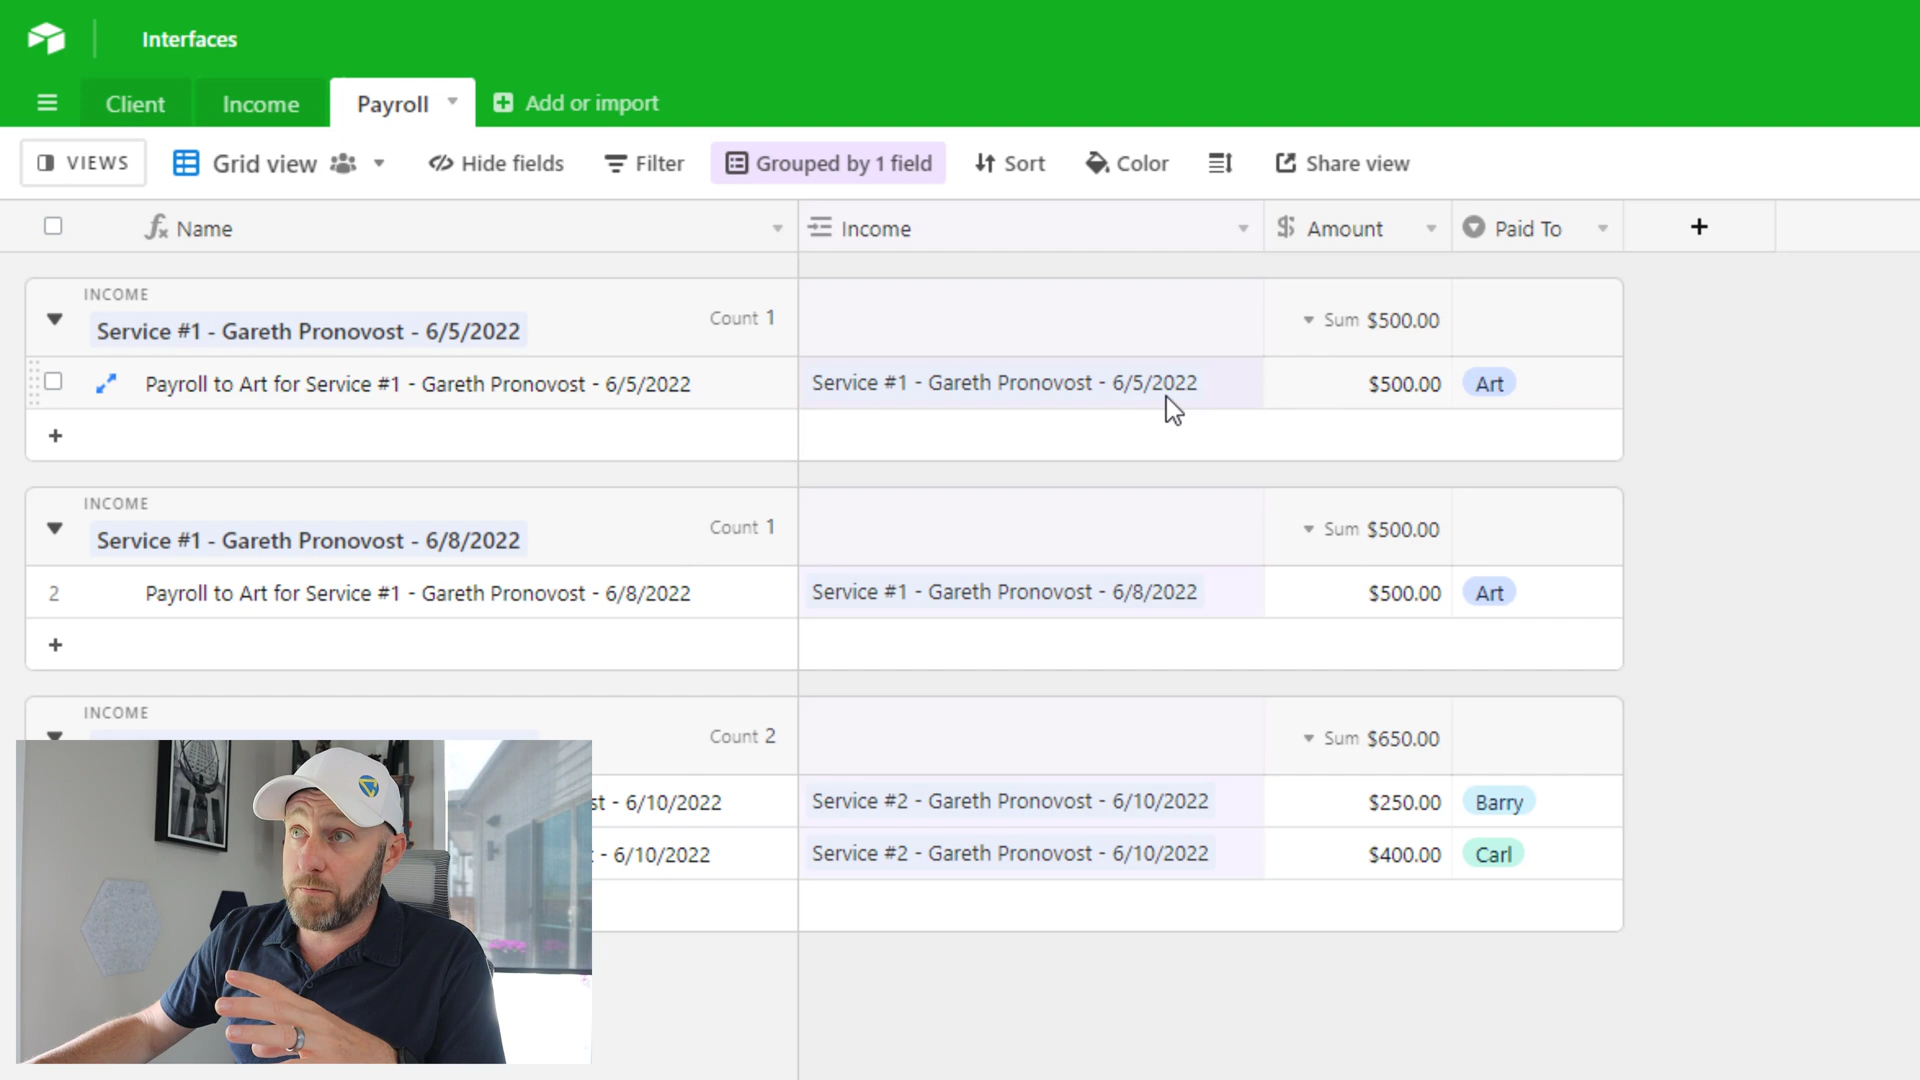 Interfaces
Client Income Payroll Add or import
VIEWS Grid view Hide fields Filter Grouped by 1 field Sort Color Share view
Name Income Amount Paid To
INCOME
Service #1 - Gareth Pronovost - 6/5/2022 Count 1 Sum $500.00
Payroll to Art for Service #1 - Gareth Pronovost - 6/5/2022 Service #1 - Gareth Pronovost - 6/5/2022 $500.00 Art
+
INCOME
Service #1 - Gareth Pronovost - 6/8/2022 Count 1 Sum $500.00
2 Payroll to Art for Service #1 - Gareth Pronovost - 6/8/2022 Service #1 - Gareth Pronovost - 6/8/2022 $500.00 Art
+
INCOME
Count 2 Sum $650.00
st - 6/10/2022 Service #2 - Gareth Pronovost - 6/10/2022 $250.00 Barry
- 6/10/2022 Service #2 - Gareth Pronovost - 6/10/2022 $400.00 Carl